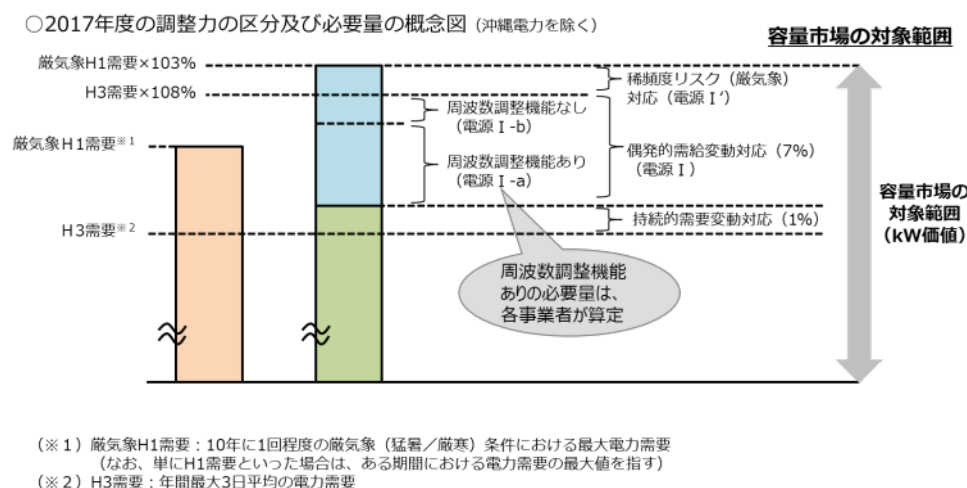 ○2017年度の調整力の区分及び必要量の概念図 (沖縄電力を除く)
容量市場の対象範囲
厳気象H1需要×103%
H3需要×108%
厳気象H1需要※1
H3需要※2
周波数調整機能なし
（電源Ⅰ-b）
周波数調整機能あり
（電源Ⅰ-a）
稀頻度リスク（厳気象）
対応（電源Ⅰ’）
偶発的需給変動対応（7%）
（電源Ⅰ）
持続的需要変動対応（1%）
容量市場の
対象範囲
（kW価値）
周波数調整機能
ありの必要量は、
各事業者が算定
（※１）厳気象H1需要：10年に1回程度の厳気象（猛暑／厳寒）条件における最大電力需要
（なお、単にH1需要といった場合は、ある期間における電力需要の最大値を指す）
（※２）H3需要：年間最大3日平均の電力需要